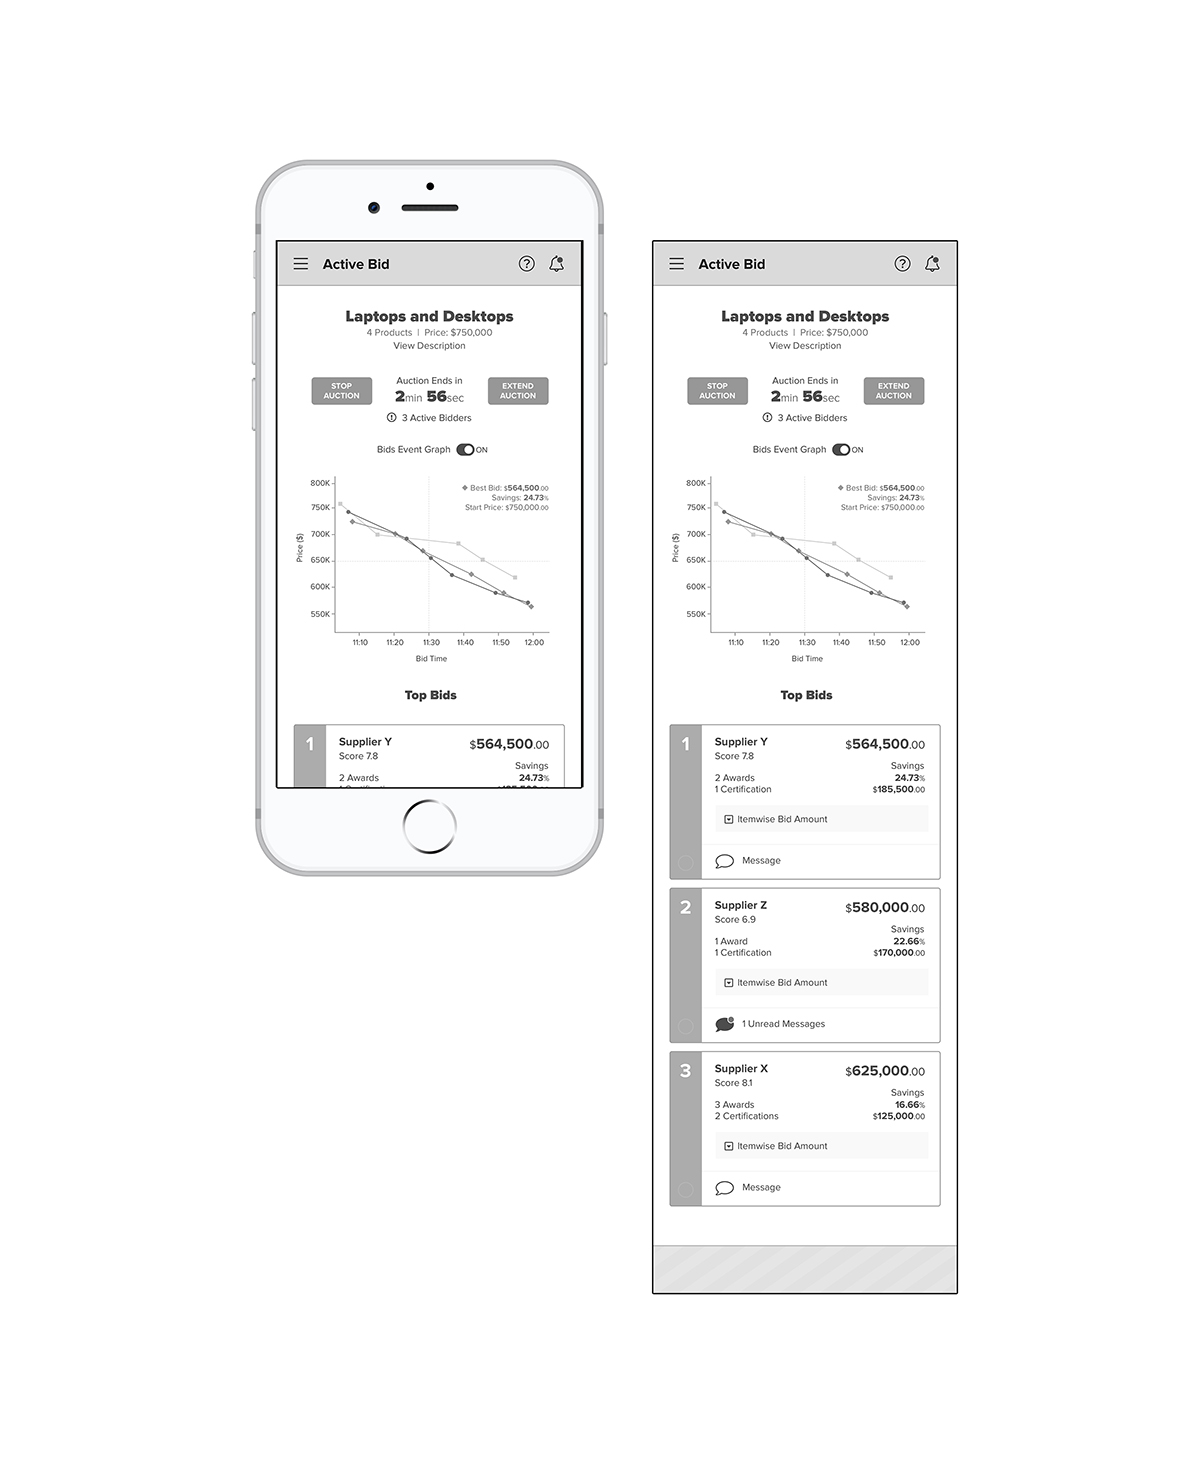 Active Bid
Laptops and Desktops
4 Products | Price: $750,000
View Description
STOP
AUCTION
Auction Ends in
2min 56sec
EXTEND
AUCTION
3 Active Bidders
Bids Event Graph ON
Best Bid: $564,500.00
Savings: 24.73%
Start Price: $750,000.00
Price ($)
800K
750K
700K
650K
600K
550K
11:10 11:20 11:30 11:40 11:50 12:00
Bid Time
Top Bids
1
Supplier Y $564,500.00
Score 7.8
Savings
2 Awards 24.73%
1 Certification $185,500.00
Active Bid
Laptops and Desktops
4 Products | Price: $750,000
View Description
STOP
AUCTION
Auction Ends in
2min 56sec
EXTEND
AUCTION
3 Active Bidders
Bids Event Graph ON
Best Bid: $564,500.00
Savings: 24.73%
Start Price: $750,000.00
Price ($)
800K
750K
700K
650K
600K
550K
11:10 11:20 11:30 11:40 11:50 12:00
Bid Time
Top Bids
1
Supplier Y $564,500.00
Score 7.8
Savings
2 Awards 24.73%
1 Certification $185,500.00
Itemwise Bid Amount
Message
2
Supplier Z $580,000.00
Score 6.9
Savings
1 Award 22.66%
1 Certification $170,000.00
Itemwise Bid Amount
1 Unread Messages
3
Supplier X $625,000.00
Score 8.1
Savings
3 Awards 16.66%
2 Certifications $125,000.00
Itemwise Bid Amount
Message